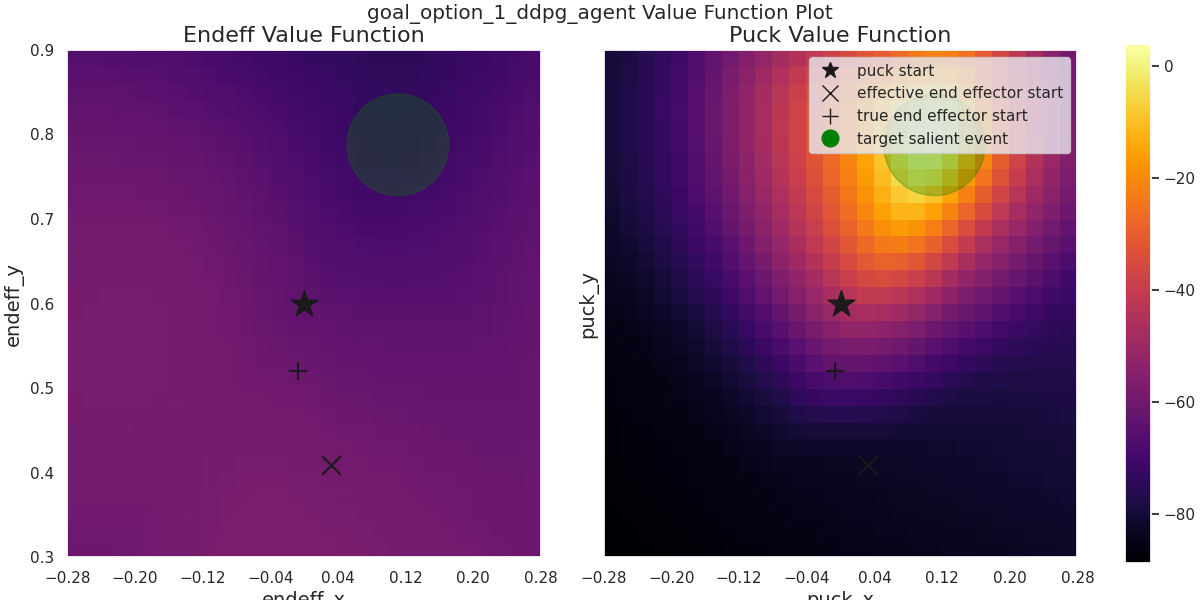 goal_option_1_ddpg_agent Value Function Plot
Endeff Value Function
Puck Value Function
0.9
0.8
0.7
0.6
0.5
0.4
0.3
endeff_y
−0.28 −0.20 −0.12 −0.04 0.04 0.12 0.20 0.28
endeff_x
puck_y
puck start
effective end effector start
true end effector start
target salient event
−0.28 −0.20 −0.12 −0.04 0.04 0.12 0.20 0.28
puck_x
0
−20
−40
−60
−80